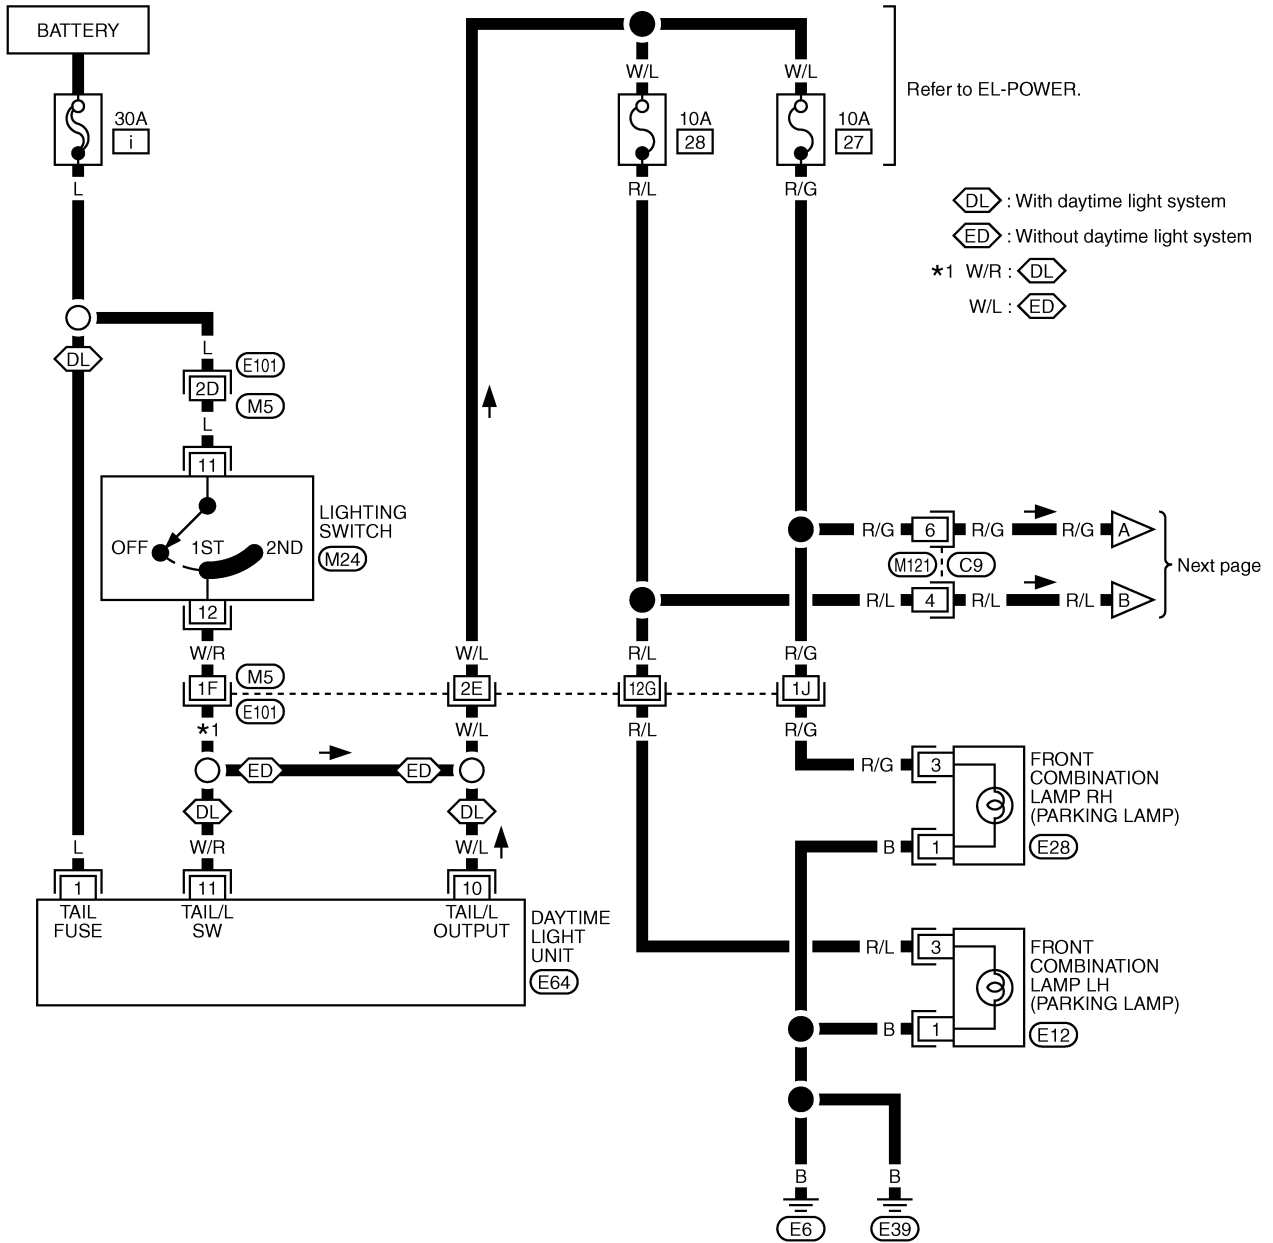 BATTERY
30A
i
L
W/L
W/L
10A
28
10A
27
Refer to EL-POWER.
R/L
R/G
DL : With daytime light system
ED : Without daytime light system
*1 W/R : DL
W/L : ED
DL
L
E101
2D
M5
L
11
LIGHTING
SWITCH
M24
OFF
1ST
2ND
12
W/R
R/G
6
R/G
R/G
A
M121
C9
R/L
4
R/L
R/L
B
Next page
W/L
R/L
R/G
M5
1F
E101
2E
12G
1J
*1
W/L
R/L
R/G
ED
ED
DL
DL
R/G
3
FRONT
COMBINATION
LAMP RH
(PARKING LAMP)
E28
B
1
L
W/R
W/L
1
11
10
TAIL
FUSE
TAIL/L
SW
TAIL/L
OUTPUT
DAYTIME
LIGHT
UNIT
E64
R/L
3
FRONT
COMBINATION
LAMP LH
(PARKING LAMP)
E12
B
1
B
B
E6
E39